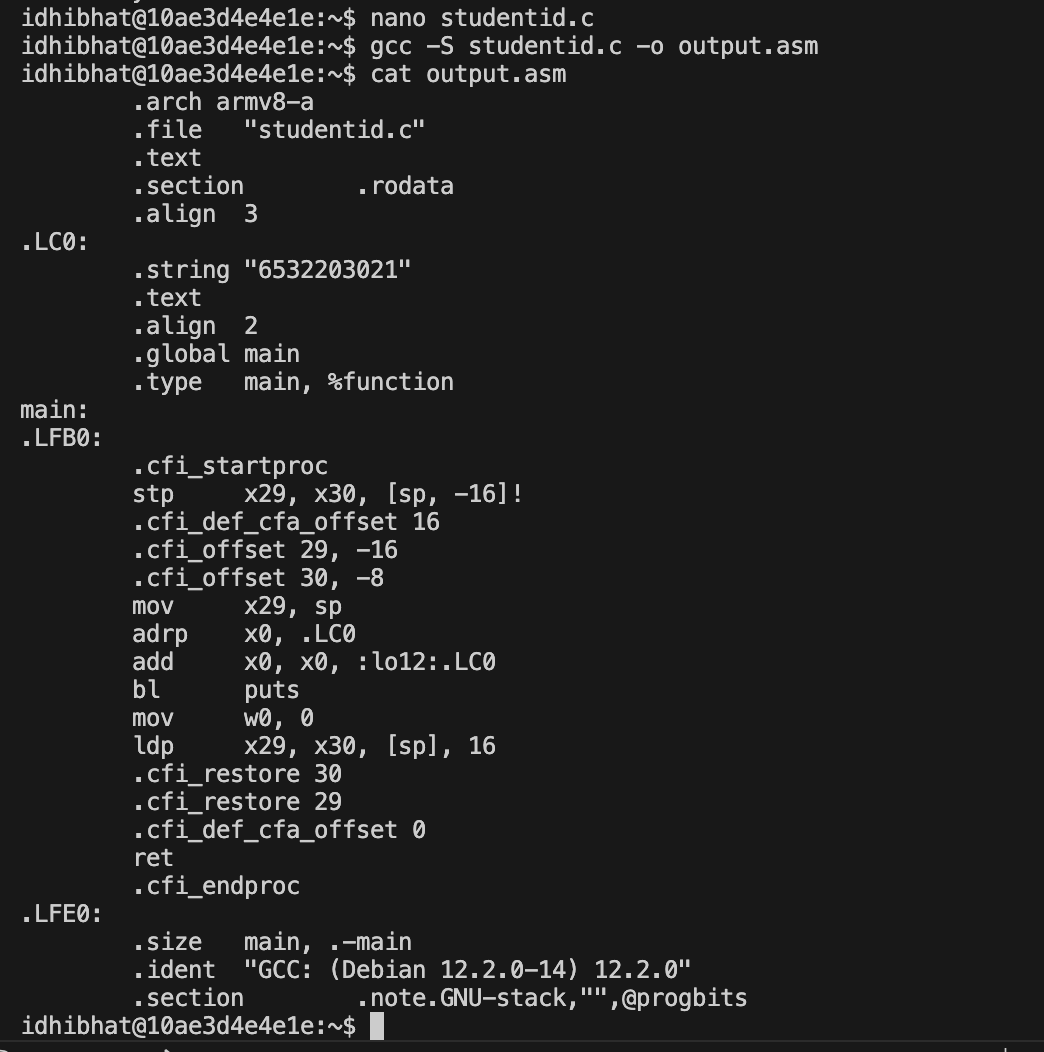 idhibhat@10ae3d4e4e1e:~$ nano studentid.c
idhibhat@10ae3d4e4e1e:~$ gcc -S studentid.c -o output.asm
idhibhat@10ae3d4e4e1e:~$ cat output.asm
        .arch armv8-a
        .file   "studentid.c"
        .text
        .section        .rodata
        .align  3
.LC0:
        .string "6532203021"
        .text
        .align  2
        .global main
        .type   main, %function
main:
.LFB0:
        .cfi_startproc
        stp     x29, x30, [sp, -16]!
        .cfi_def_cfa_offset 16
        .cfi_offset 29, -16
        .cfi_offset 30, -8
        mov     x29, sp
        adrp    x0, .LC0
        add     x0, x0, :lo12:.LC0
        bl      puts
        mov     w0, 0
        ldp     x29, x30, [sp], 16
        .cfi_restore 30
        .cfi_restore 29
        .cfi_def_cfa_offset 0
        ret
        .cfi_endproc
.LFE0:
        .size   main, .-main
        .ident  "GCC: (Debian 12.2.0-14) 12.2.0"
        .section        .note.GNU-stack,"",@progbits
idhibhat@10ae3d4e4e1e:~$